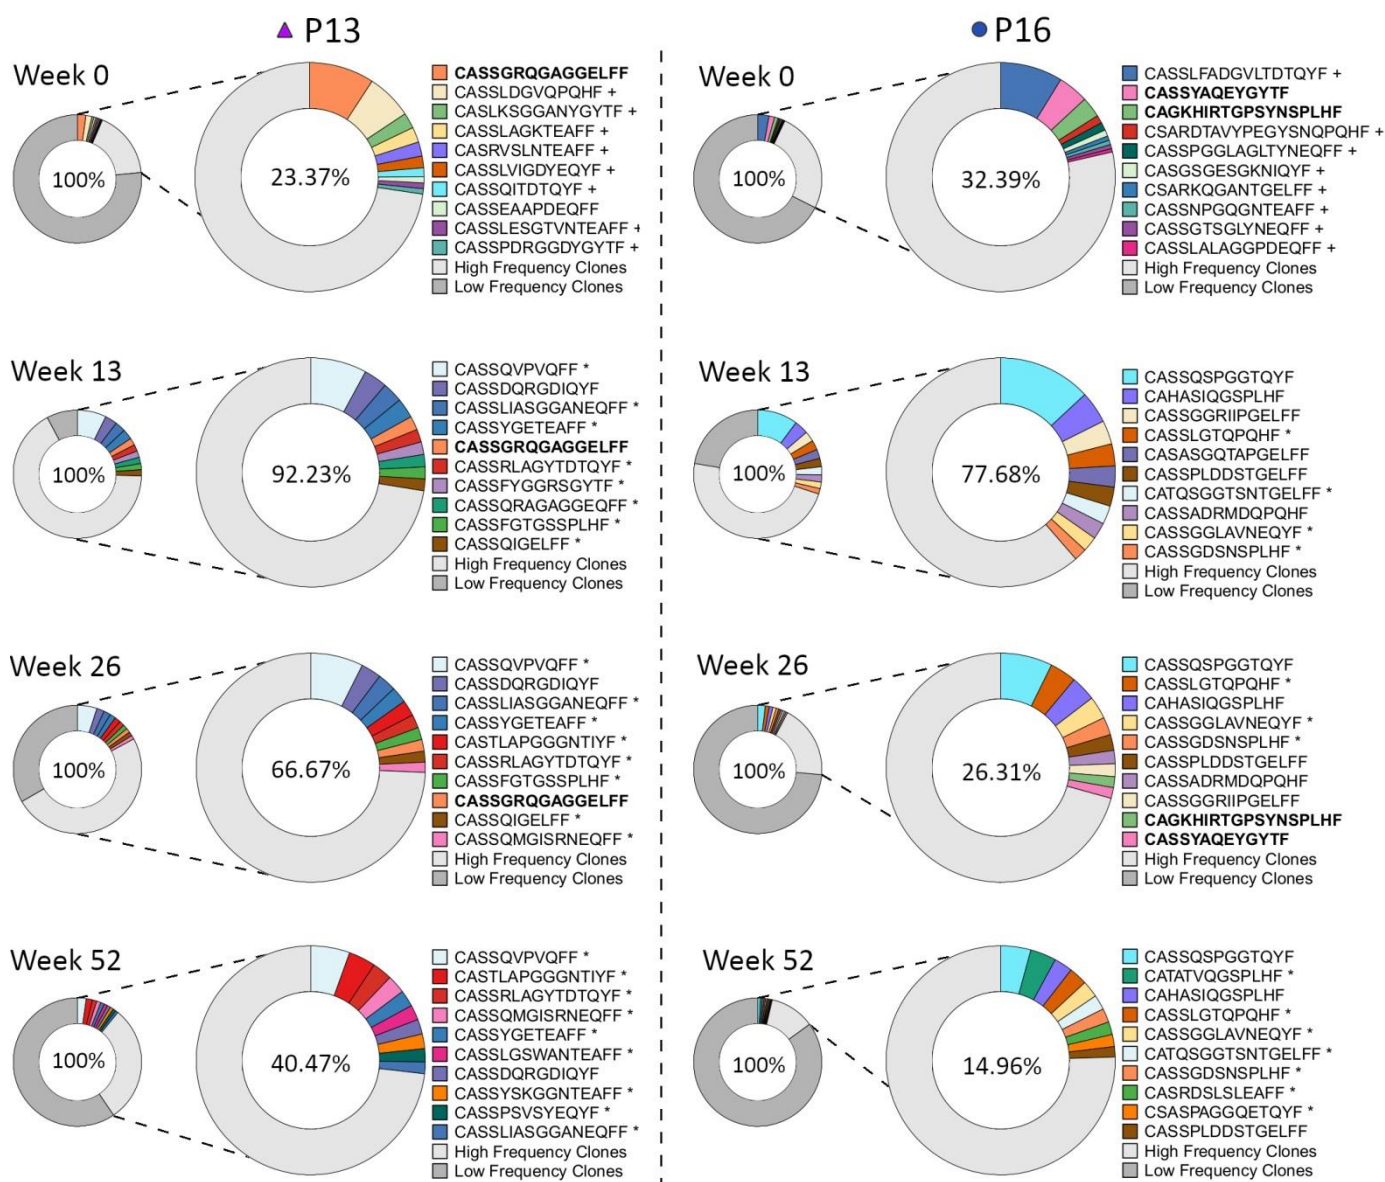 P13
Week 0
100%
23.37%
CASSGRQGAGGELFF
CASSLDGVQPQHF +
CASLKSGGANYGYTF +
CASSLAGKTEAFF +
CASRVSLNTEAFF +
CASSLVIGDYEQYF +
CASSQITDTQYF +
CASSEAAPDEQFF
CASSLESGTVNTEAFF +
CASSPDRGGDYGYTF +
High Frequency Clones
Low Frequency Clones
Week 13
100%
92.23%
CASSQVPVQFF *
CASSDQRGDIQYF
CASSLIASGGANEQFF *
CASSYGETEAFF *
CASSGRQGAGGELFF
CASSRLAGYTDTQYF *
CASSFYGGRSGYTF *
CASSQRAGAGGEQFF *
CASSFGTGSSPLHF *
CASSQIGELFF *
High Frequency Clones
Low Frequency Clones
Week 26
100%
66.67%
CASSQVPVQFF *
CASSDQRGDIQYF
CASSLIASGGANEQFF *
CASSYGETEAFF *
CASTLAPGGGNTIYF *
CASSRLAGYTDTQYF *
CASSFGTGSSPLHF *
CASSGRQGAGGELFF
CASSQIGELFF *
CASSQMGISRNEQFF *
High Frequency Clones
Low Frequency Clones
Week 52
100%
40.47%
CASSQVPVQFF *
CASTLAPGGGNTIYF *
CASSRLAGYTDTQYF *
CASSQMGISRNEQFF *
CASSYGETEAFF *
CASSLGSWANTEAFF *
CASSDQRGDIQYF
CASSYSKGGNTEAFF *
CASSPSVSYEQYF *
CASSLIASGGANEQFF *
High Frequency Clones
Low Frequency Clones
P16
Week 0
100%
32.39%
CASSLFADGVLTDTQYF +
CASSYAQEYGYTF
CAGKHIRTGPSYNSPLHF
CSARDTAVYPEGYSNQPQHF +
CASSPGGLAGLTYNEQFF +
CASGSGESGKNIQYF +
CSARKQGANTGELFF +
CASSNPGQGNTEAFF +
CASSGTSGLYNEQFF +
CASSLALAGGPDEQFF +
High Frequency Clones
Low Frequency Clones
Week 13
100%
77.68%
CASSQSPGGTQYF
CAHASIQGSPLHF
CASSGGRIIPGELFF
CASSLGTQPQHF *
CASASGQTAPGELFF
CASSPLDDSTGELFF
CATQSGGTSNTGELFF *
CASSADRMDQPQHF
CASSGGLAVNEQYF *
CASSGDSNSPLHF *
High Frequency Clones
Low Frequency Clones
Week 26
100%
26.31%
CASSQSPGGTQYF
CASSLGTQPQHF *
CAHASIQGSPLHF
CASSGGLAVNEQYF *
CASSGDSNSPLHF *
CASSPLDDSTGELFF
CASSADRMDQPQHF
CASSGGRIIPGELFF
CAGKHIRTGPSYNSPLHF
CASSYAQEYGYTF
High Frequency Clones
Low Frequency Clones
Week 52
100%
14.96%
CASSQSPGGTQYF
CATATVQGSPLHF *
CAHASIQGSPLHF
CASSLGTQPQHF *
CASSGGLAVNEQYF *
CATQSGGTSNTGELFF *
CASSGDSNSPLHF *
CASRDSLSLEAFF *
CSASPAGGQETQYF *
CASSPLDDSTGELFF
High Frequency Clones
Low Frequency Clones